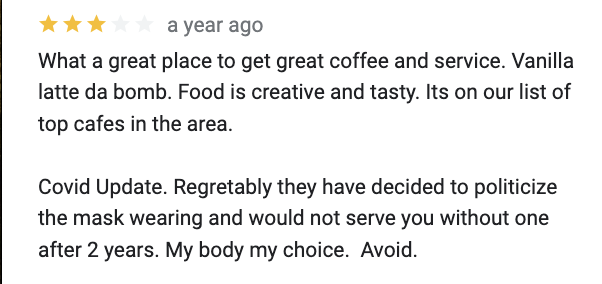 a year ago
What a great place to get great coffee and service. Vanilla
latte da bomb. Food is creative and tasty. Its on our list of
top cafes in the area.
Covid Update. Regretably they have decided to politicize
the mask wearing and would not serve you without one
after 2 years. My body my choice.  Avoid.